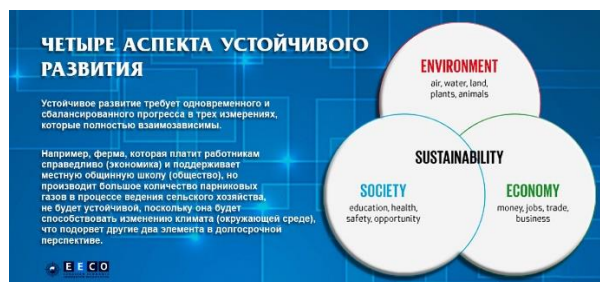 ЧЕТЫРЕ АСПЕКТА УСТОЙЧИВОГО
РАЗВИТИЯ
Устойчивое развитие требует одновременного и
сбалансированного прогресса в трех измерениях,
которые полностью взаимозависимы.
Например, ферма, которая платит работникам
справедливо (экономика) и поддерживает
местную общинную школу (общество), но
производит большое количество парниковых
газов в процессе ведения сельского хозяйства,
не будет устойчивой, поскольку она будет
способствовать изменению климата (окружающей среде),
что подорвет другие два элемента в долгосрочной
перспективе.
EECO
ENVIRONMENT
air, water, land,
plants, animals
SUSTAINABILITY
SOCIETY
education, health,
safety, opportunity
ECONOMY
money, jobs, trade,
business